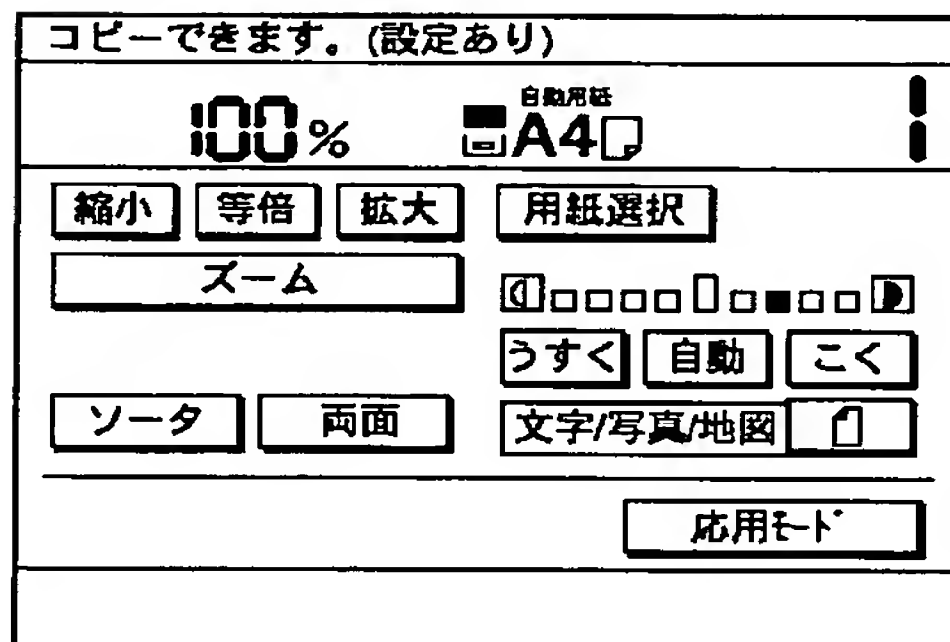 コピーできます。(設定あり)
100%
自動用紙
A4
1
縮小 等倍 拡大 用紙選択
ズーム
うすく 自動 こく
ソータ 両面 文字/写真/地図
応用ﾓｰﾄﾞ